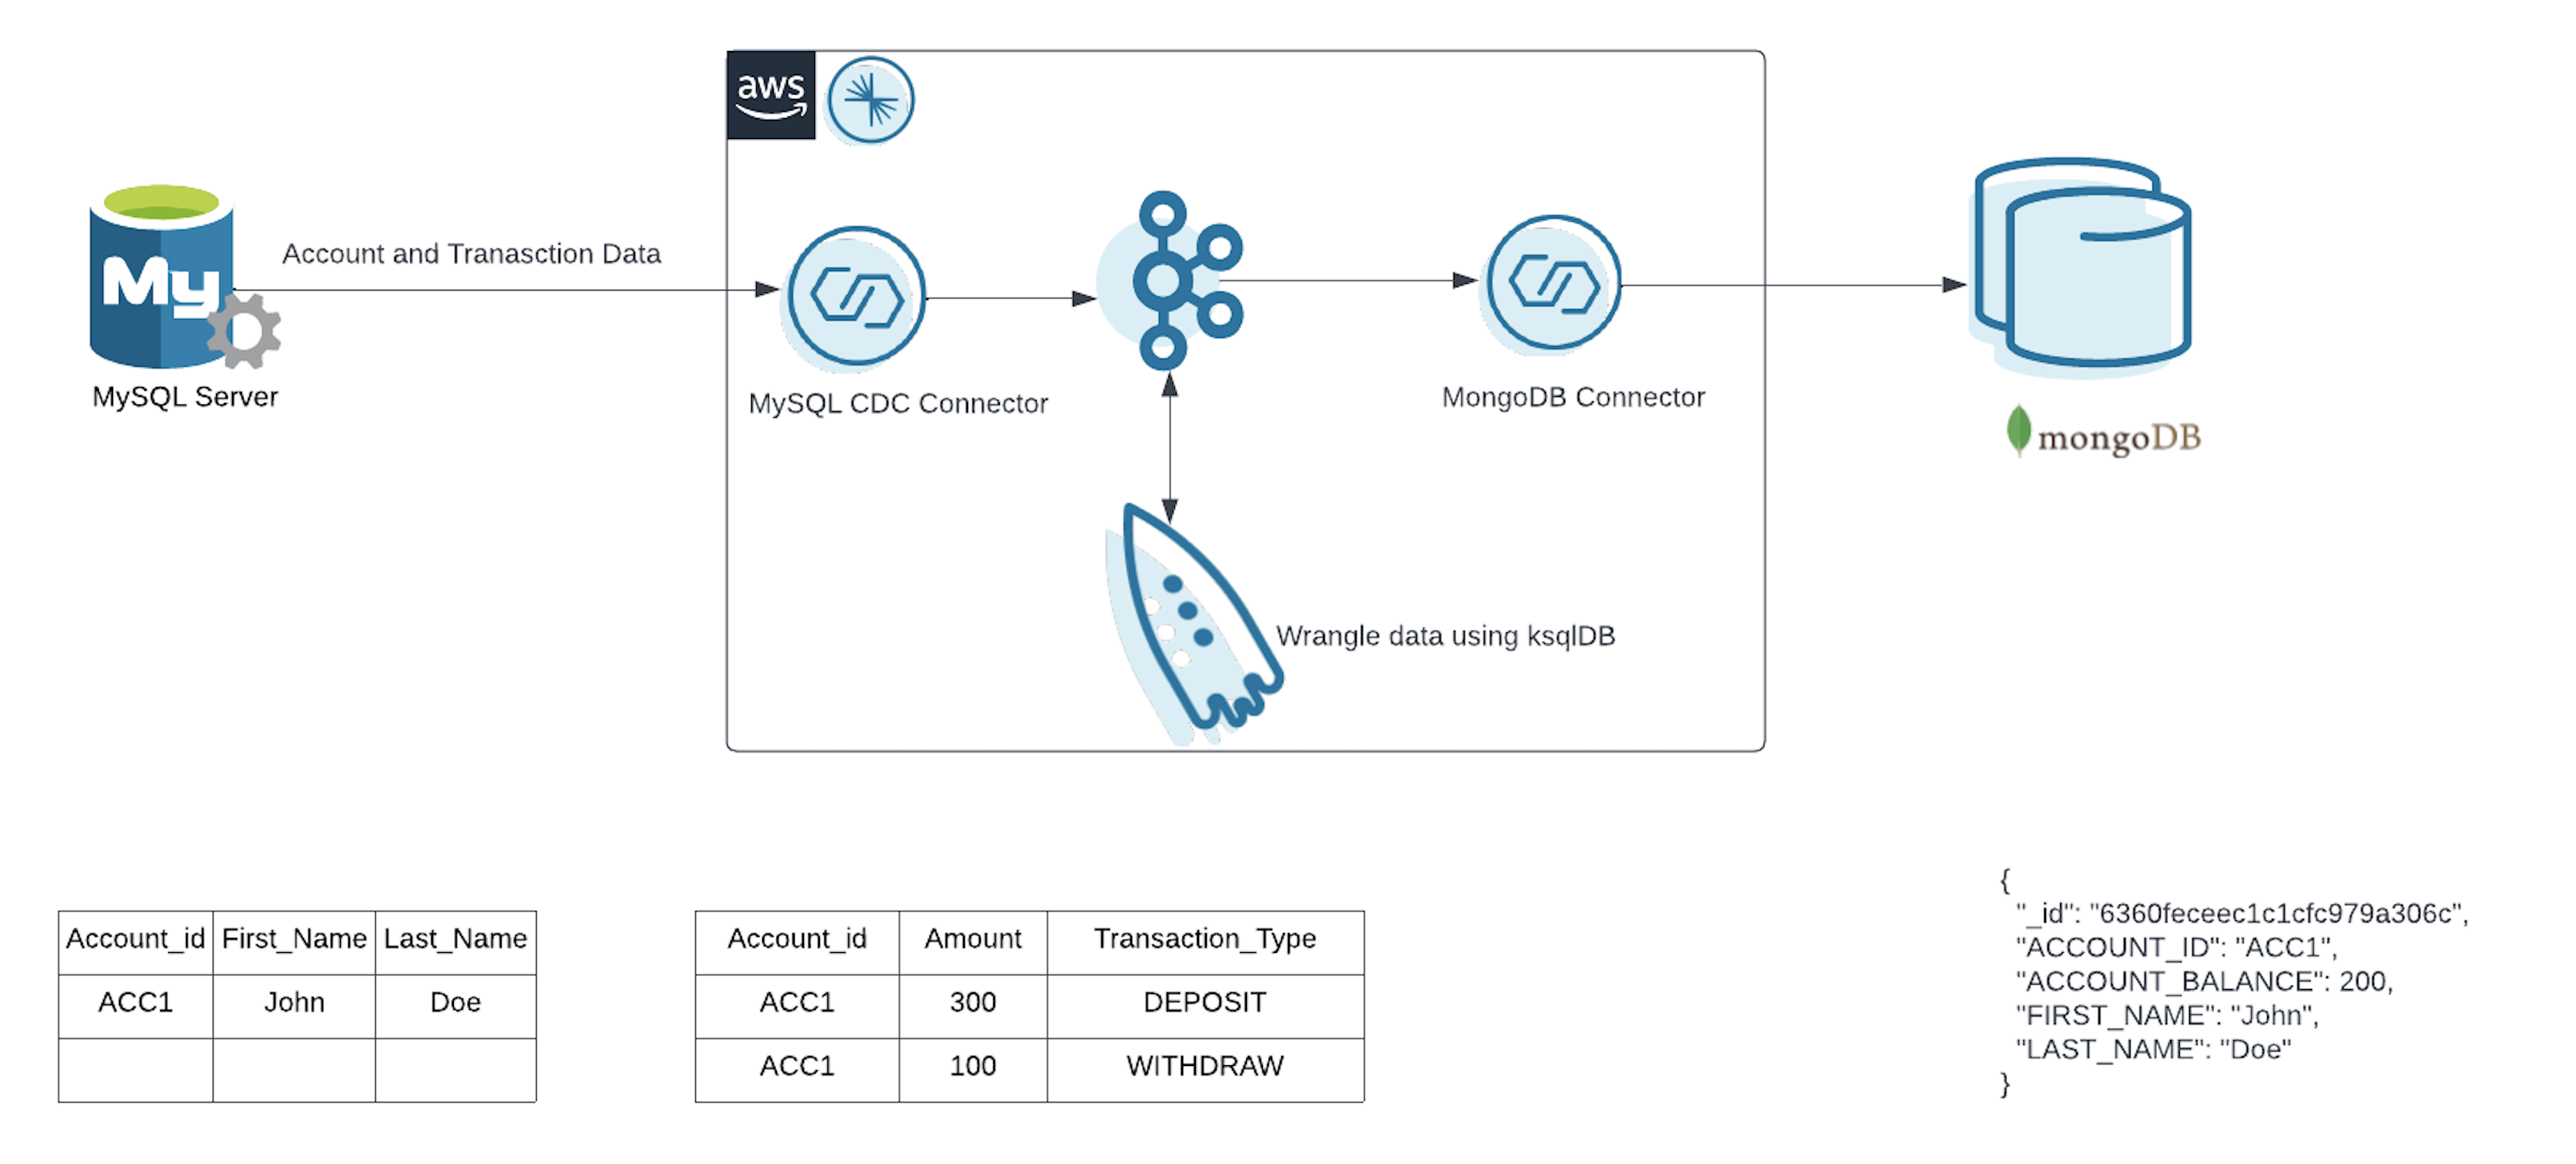 aws
My
Account and Tranasction Data
MySQL Server
MySQL CDC Connector
MongoDB Connector
mongoDB
Wrangle data using ksqlDB
Account_id First_Name Last_Name
ACC1 John Doe
Account_id Amount Transaction_Type
ACC1 300 DEPOSIT
ACC1 100 WITHDRAW
{
"_id": "6360feceec1c1cfc979a306c",
"ACCOUNT_ID": "ACC1",
"ACCOUNT_BALANCE": 200,
"FIRST_NAME": "John",
"LAST_NAME": "Doe"
}